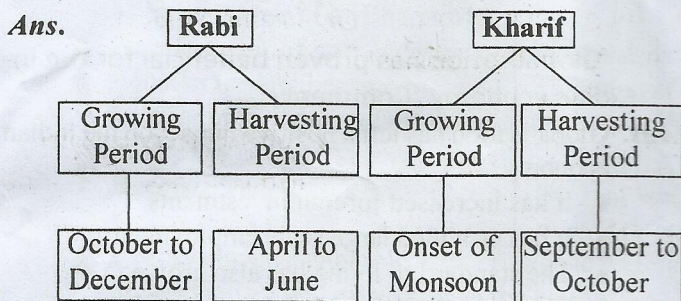 Ans. Rabi Kharif
Growing Harvesting Growing Harvesting
Period Period Period Period
October to April to Onset of September to
December June Monsoon October